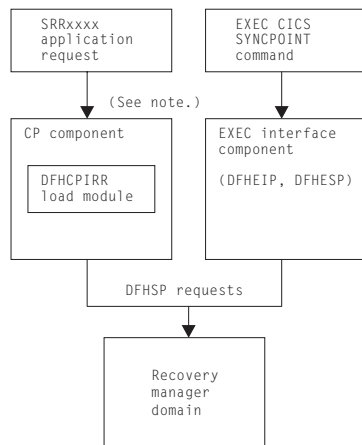 SRRxxxx
application
request
EXEC CICS
SYNCPOINT
command
(See note.)
CP component
DFHCPIRR
load module
EXEC interface
component
(DFHEIP, DFHESP)
DFHSP requests
Recovery
manager
domain